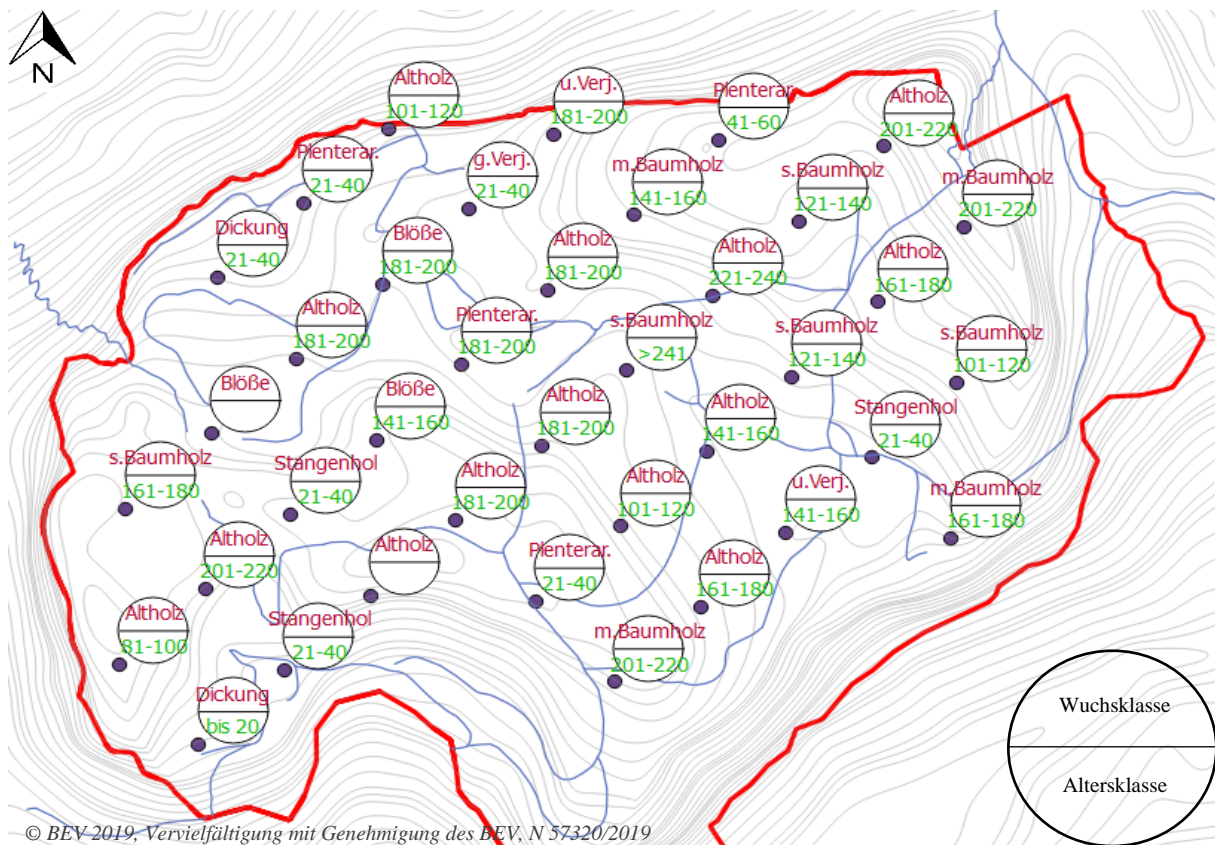 N
Altholz
101-120
u.Verj.
181-200
Plenterar.
41-60
Altholz
201-220
Plenterar.
21-40
g.Verj.
21-40
m.Baumholz
141-160
s.Baumholz
121-140
m.Baumholz
201-220
Dickung
21-40
Blöße
181-200
Altholz
181-200
Altholz
221-240
Altholz
161-180
Altholz
181-200
Plenterar.
181-200
s.Baumholz
>241
s.Baumholz
121-140
s.Baumholz
101-120
Blöße
Blöße
141-160
Altholz
181-200
Altholz
141-160
Stangenhol
21-40
s.Baumholz
161-180
Stangenhol
21-40
Altholz
181-200
Altholz
101-120
u.Verj.
141-160
m.Baumholz
161-180
Altholz
201-220
Altholz
Plenterar.
21-40
Altholz
161-180
Altholz
81-100
Stangenhol
21-40
m.Baumholz
201-220
Dickung
bis 20
Wuchsklasse
Altersklasse
© BEV 2019, Vervielfältigung mit Genehmigung des BEV, N 57320/2019